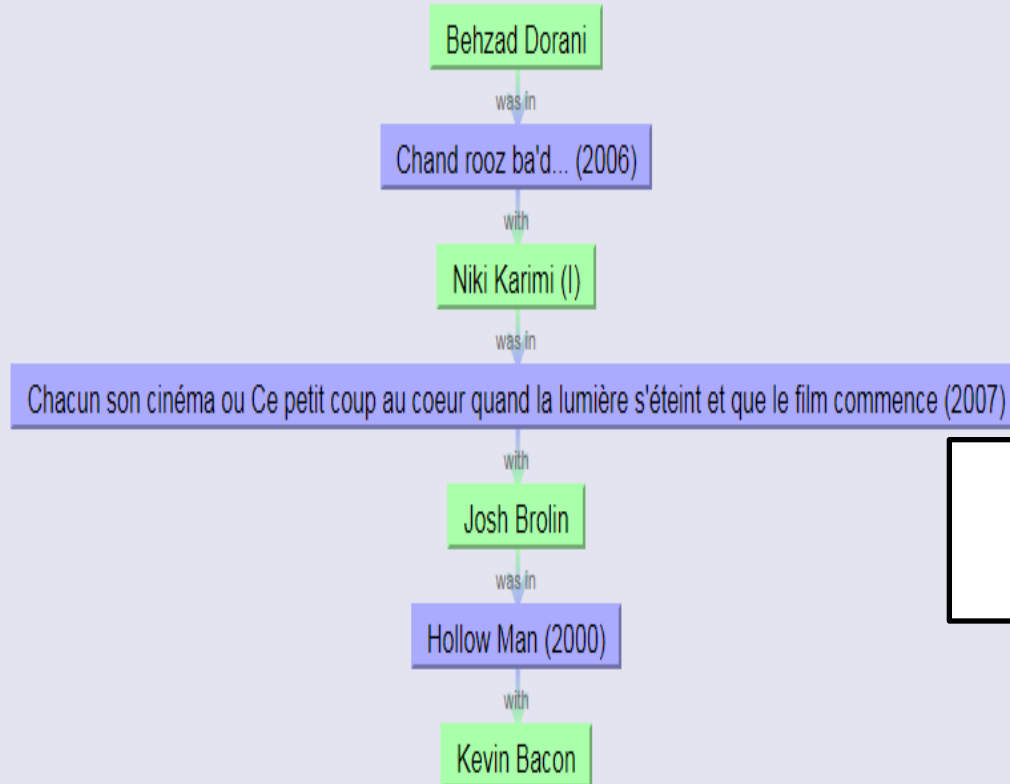 Behzad Dorani
was in
Chand rooz ba'd... (2006)
with
Niki Karimi (I)
was in
Chacun son cinéma ou Ce petit coup au coeur quand la lumière s'éteint et que le film commence (2007)
with
Josh Brolin
was in
Hollow Man (2000)
with
Kevin Bacon